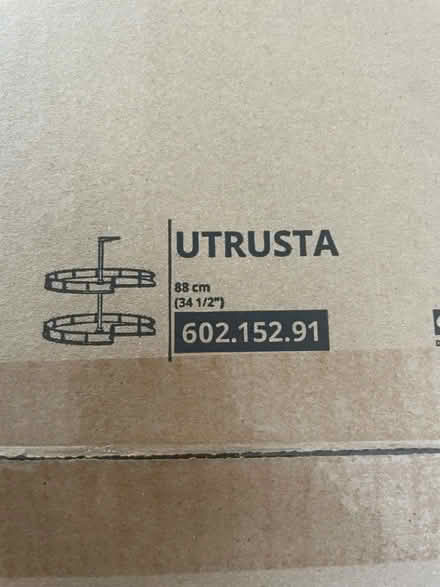 UTRUSTA
88 cm
(34 1/2")
602.152.91